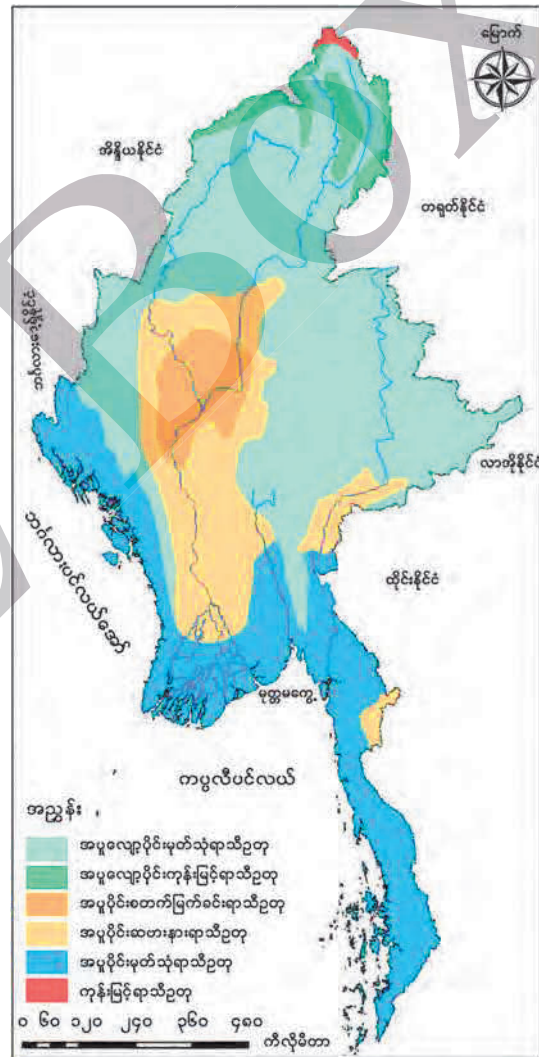 မြောက်
အိန္ဒိယနိုင်ငံ
တရုတ်နိုင်ငံ
ဘင်္ဂလားဒေ့ရှ်နိုင်ငံ
လာအိုနိုင်ငံ
ဘင်္ဂလားပင်လယ်အော်
ထိုင်းနိုင်ငံ
မုတ္တမကွေ့
ကပ္ပလီပင်လယ်
အညွှန်း
အပူလျော့ပိုင်းမုတ်သုံရာသီဥတု
အပူလျော့ပိုင်းကုန်းမြင့်ရာသီဥတု
အပူပိုင်းစတက်မြက်ခင်းရာသီဥတု
အပူပိုင်းဆဗားနားရာသီဥတု
အပူပိုင်းမုတ်သုံရာသီဥတု
ကုန်းမြင့်ရာသီဥတု
၀ ၆၀ ၁၂၀ ၂၄၀ ၃၆၀ ၄၈၀
ကီလိုမီတာ